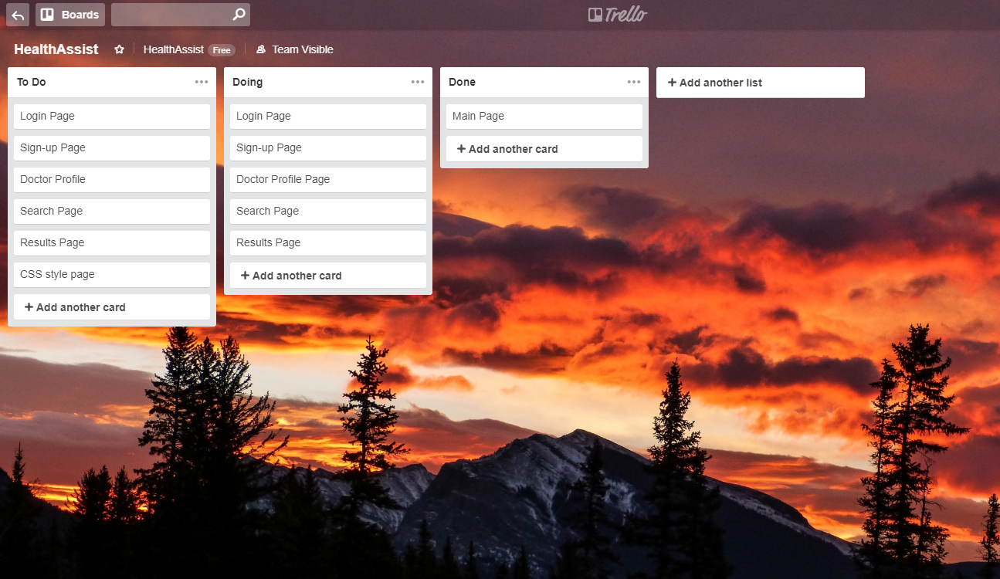 Boards
Trello
HealthAssist HealthAssist Free Team Visible
To Do
Login Page
Sign-up Page
Doctor Profile
Search Page
Results Page
CSS style page
+ Add another card
Doing
Login Page
Sign-up Page
Doctor Profile Page
Search Page
Results Page
+ Add another card
Done
Main Page
+ Add another card
+ Add another list